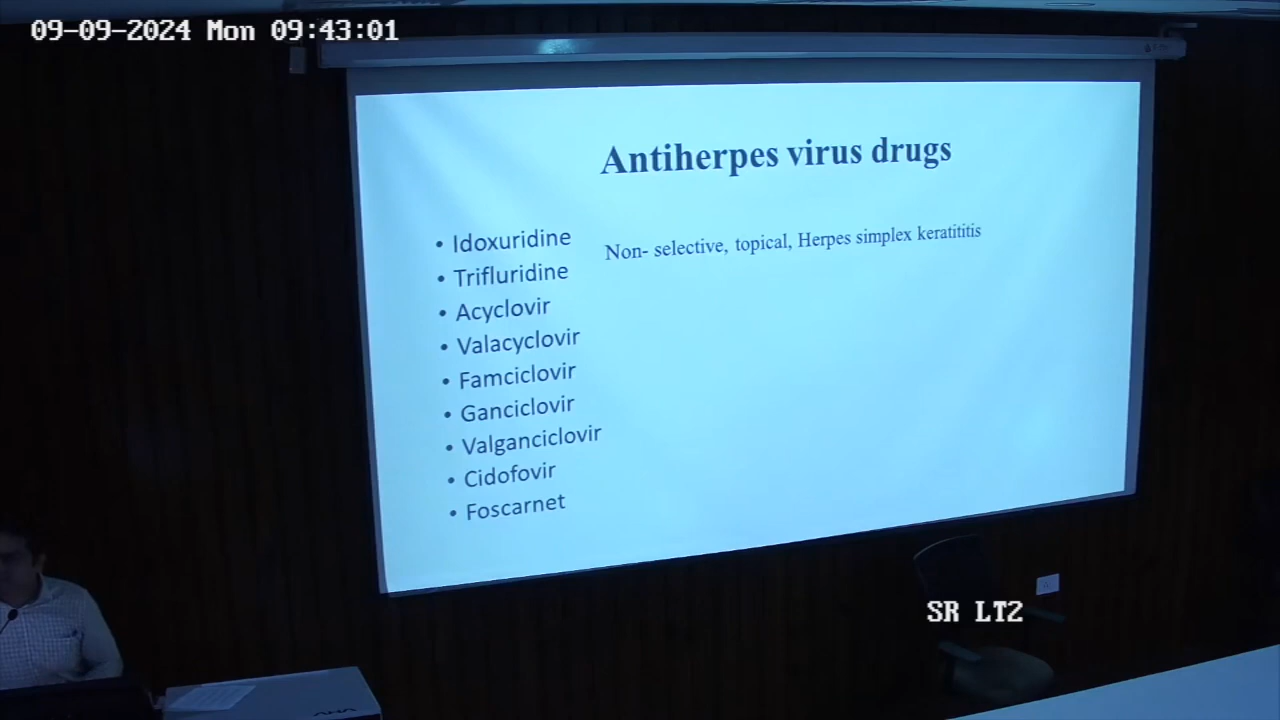 09-09-2024 Mon 09:43:01
Antiherpes virus drugs
• Idoxuridine
Non- selective, topical, Herpes simplex keratititis
• Trifluridine
• Acyclovir
• Valacyclovir
• Famciclovir
• Ganciclovir
• Valganciclovir
• Cidofovir
• Foscarnet
SR LT2